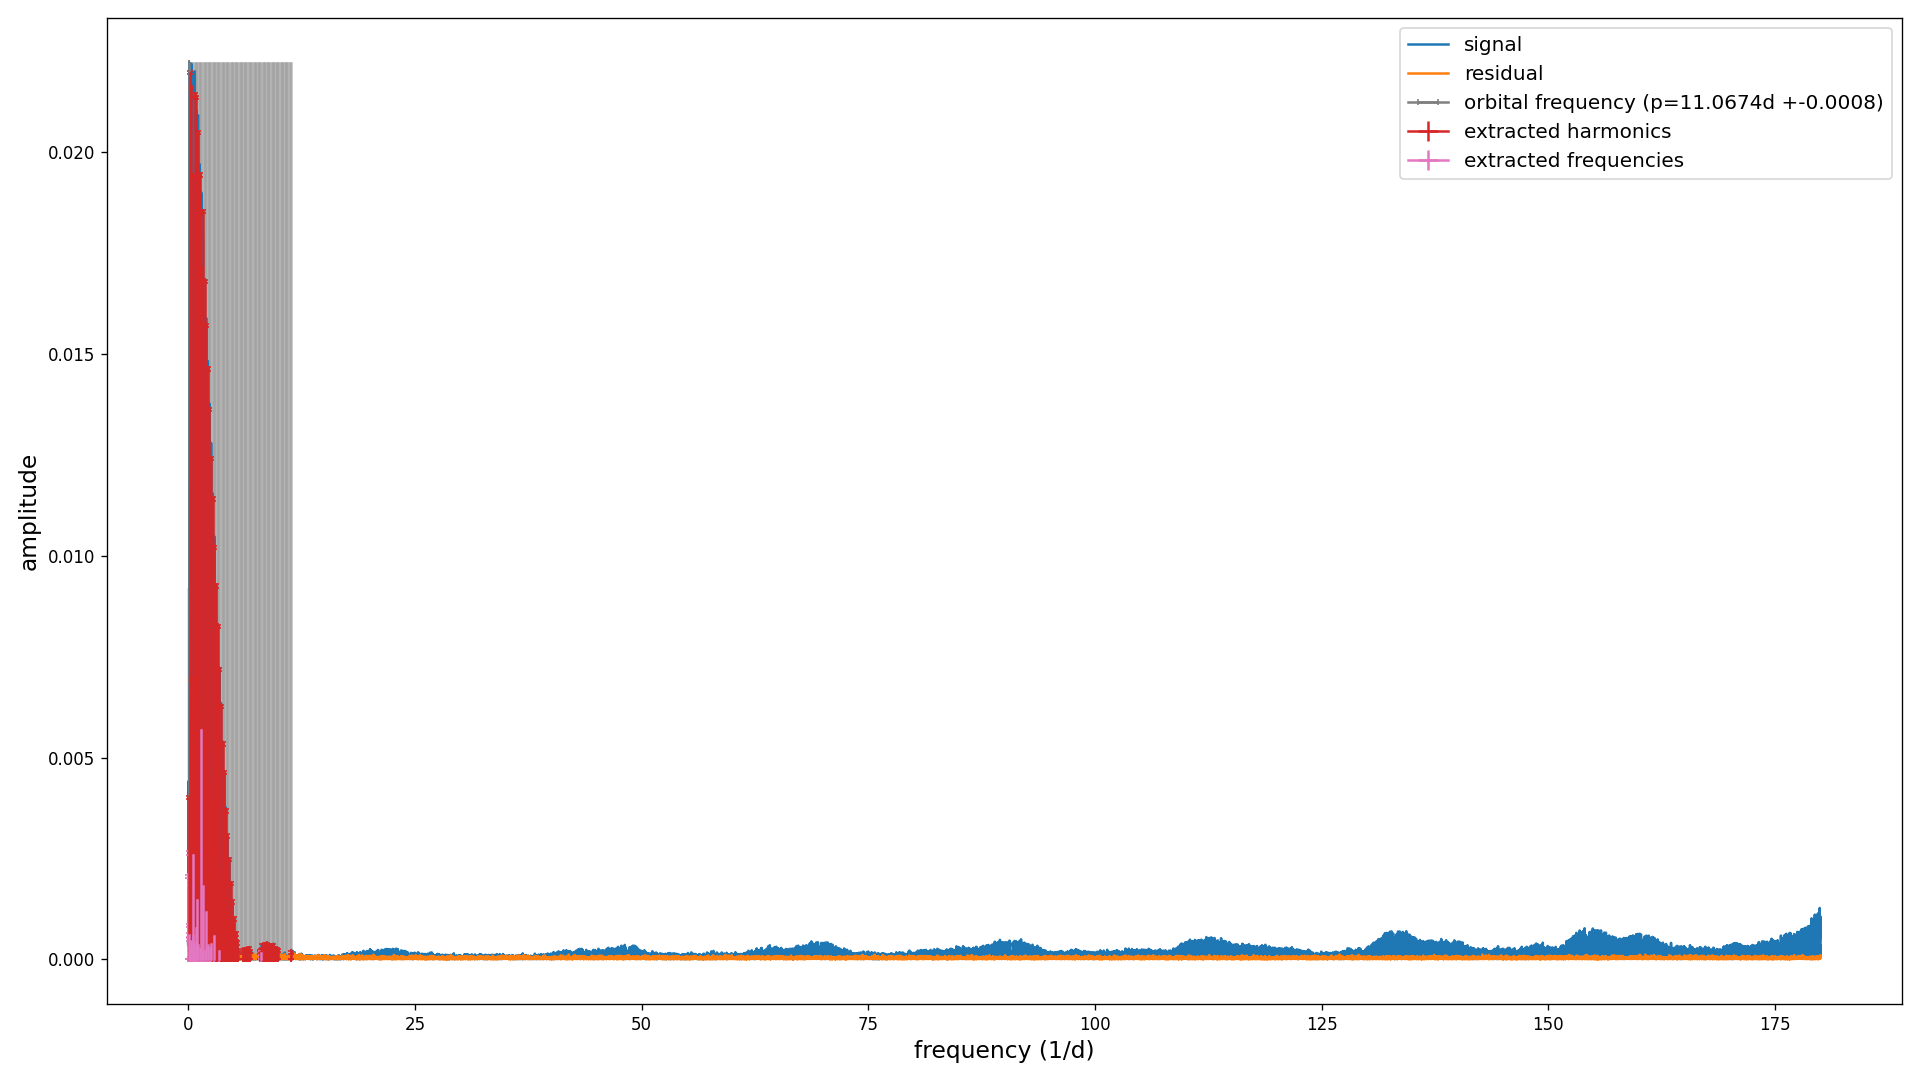 signal
residual
orbital frequency (p=11.0674d +-0.0008)
extracted harmonics
extracted frequencies
0.020
0.015
0.010
0.005
0.000
amplitude
0 25 50 75 100 125 150 175
frequency (1/d)